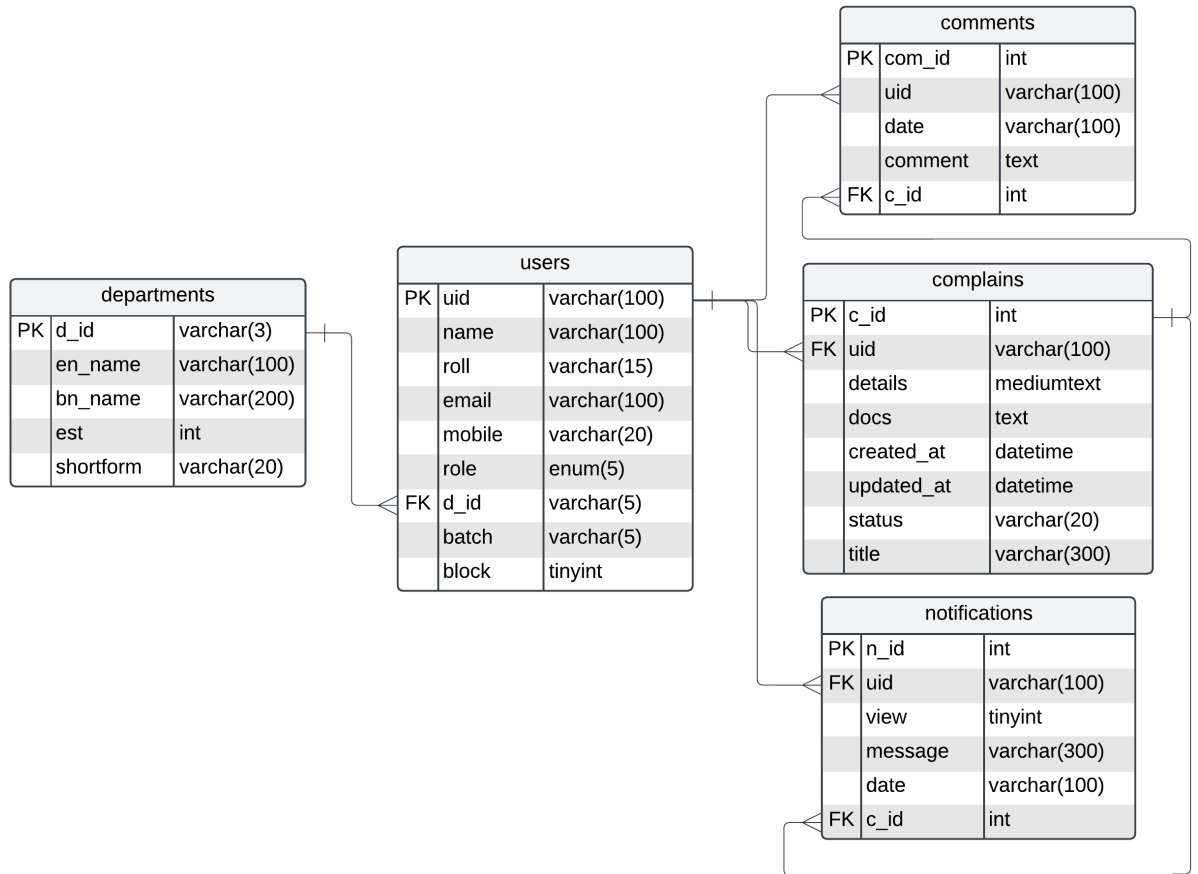 departments
PK d_id varchar(3)
en_name varchar(100)
bn_name varchar(200)
est int
shortform varchar(20)
users
PK uid varchar(100)
name varchar(100)
roll varchar(15)
email varchar(100)
mobile varchar(20)
role enum(5)
FK d_id varchar(5)
batch varchar(5)
block tinyint
comments
PK com_id int
uid varchar(100)
date varchar(100)
comment text
FK c_id int
complains
PK c_id int
FK uid varchar(100)
details mediumtext
docs text
created_at datetime
updated_at datetime
status varchar(20)
title varchar(300)
notifications
PK n_id int
FK uid varchar(100)
view tinyint
message varchar(300)
date varchar(100)
FK c_id int